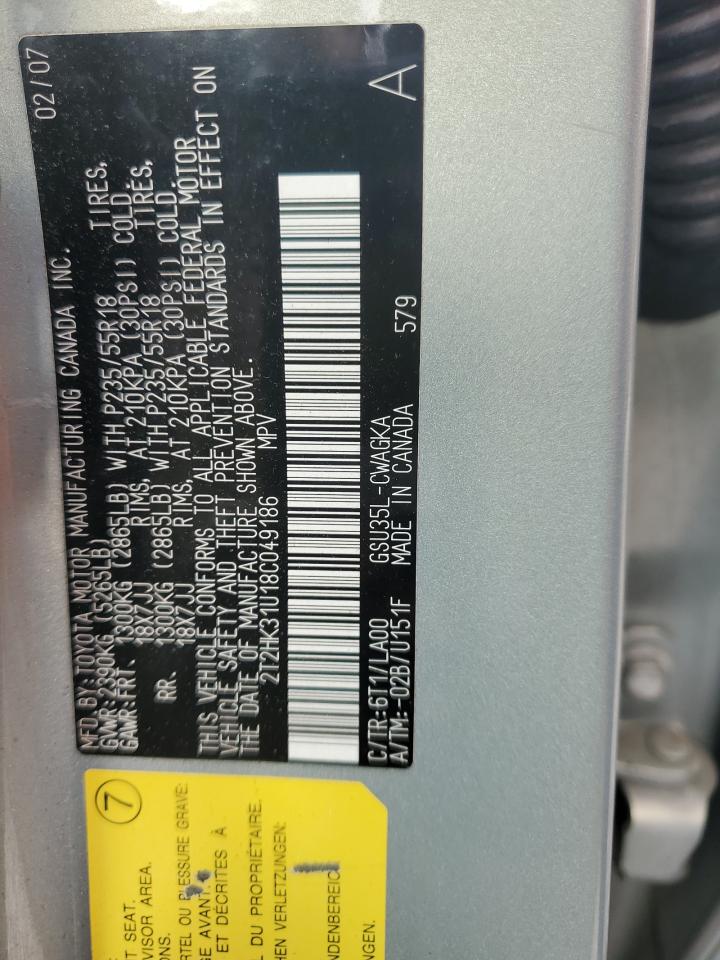 MFD.BY:TOYOTA MOTOR MANUFACTURING CANADA INC. 02/07
GVWR:2390KG (5265LB)
GAWR:FRT. 1300KG (2865LB) WITH P235/55R18 TIRES,
18X7JJ RIMS, AT 210KPA (30PSI) COLD.
RR. 1300KG (2865LB) WITH P235/55R18 TIRES,
18X7JJ RIMS, AT 210KPA (30PSI) COLD.
THIS VEHICLE CONFORMS TO ALL APPLICABLE FEDERAL MOTOR
VEHICLE SAFETY AND THEFT PREVENTION STANDARDS IN EFFECT ON
THE DATE OF MANUFACTURE SHOWN ABOVE.
2T2HK31U18C049186 MPV
C/TR:6T1/LA00 GSU35L-CWAGKA A
A/TM:-02B/U151F MADE IN CANADA 579
7
T SEAT.
VISOR AREA.
ONS.
RTEL OU PRESSURE GRAVE:
GE AVANT.
ET DÉCRITES À
L DU PROPRIÉTAIRE.
HEN VERLETZUNGEN:
NDENBEREICH
NGEN.